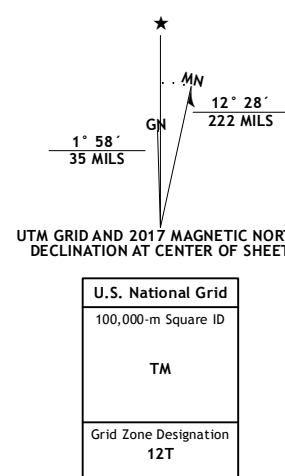 ★
MN
GN
12° 28´
222 MILS
1° 58´
35 MILS
UTM GRID AND 2017 MAGNETIC NOR
DECLINATION AT CENTER OF SHEET
U.S. National Grid
100,000-m Square ID
TM
Grid Zone Designation
12T